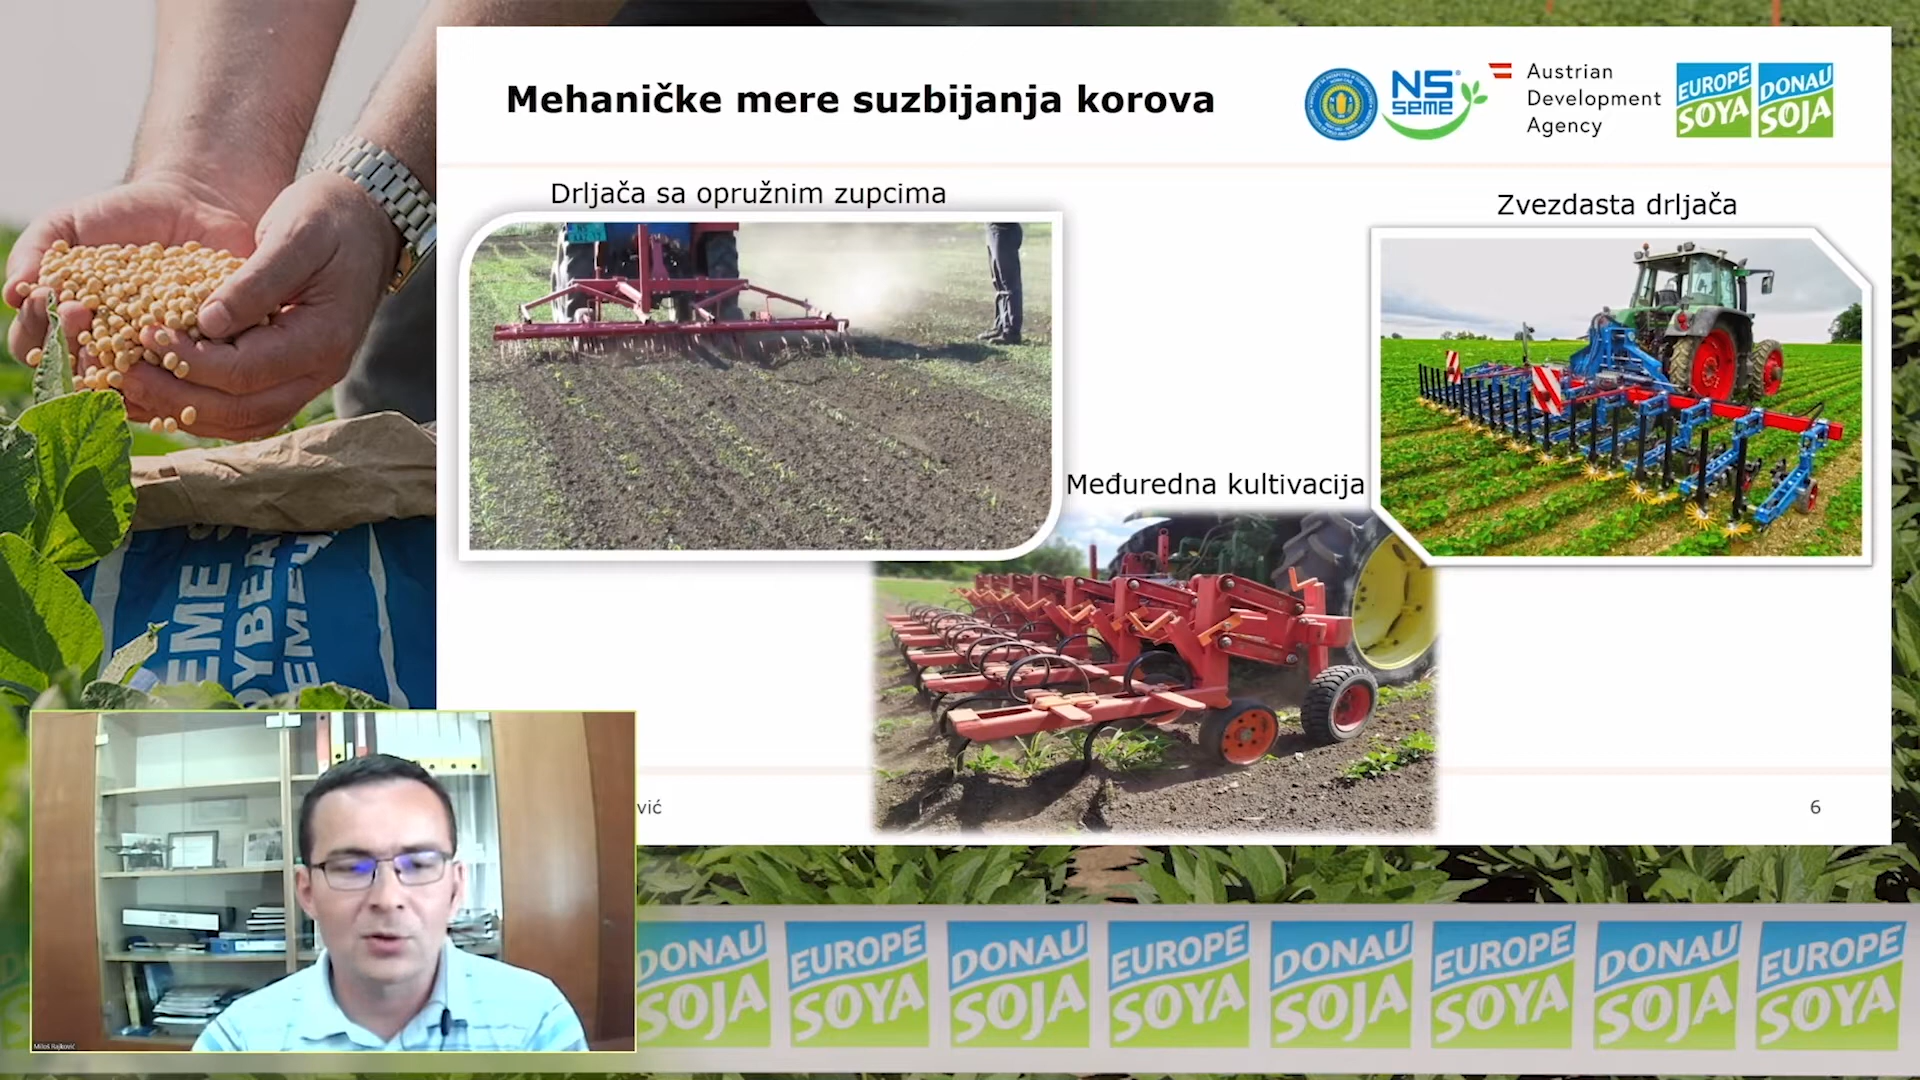 Mehaničke mere suzbijanja korova
NS
seme
Austrian
Development
Agency
EUROPE
SOYA
DONAU
SOJA
Drljača sa opružnim zupcima
Zvezdasta drljača
Međuredna kultivacija
vić
6
Miloš Rajković
DONAU
SOJA
EUROPE
SOYA
DONAU
SOJA
EUROPE
SOYA
DONAU
SOJA
EUROPE
SOYA
DONAU
SOJA
EUROPE
SOYA